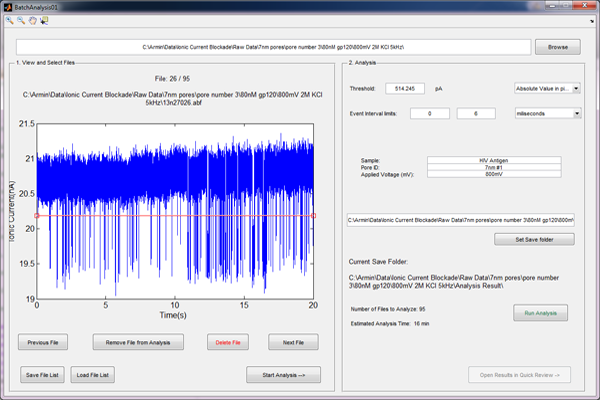 BatchAnalysis01
C:\Armin\Data\Ionic Current Blockade\Raw Data\7nm pores\pore number 3\80nM gp120\800mV 2M KCl 5kHz\
Browse
1. View and Select Files
File: 26 / 95
C:\Armin\Data\Ionic Current Blockade\Raw Data\7nm pores\pore number 3\80nM gp120\800mV 2M KCl
5kHz\13n27026.abf
21.5
21
20.5
20
19.5
19
Ionic Current(nA)
0
5
10
15
20
Time(s)
Previous File
Remove File from Analysis
Delete File
Next File
Save File List
Load File List
Start Analysis -->
2. Analysis
Threshold:
514.245
pA
Absolute Value in pi...
Event Interval limits:
0
6
miliseconds
Sample:
HIV Antigen
Pore ID:
7nm #1
Applied Voltage (mV):
800mV
C:\Armin\Data\Ionic Current Blockade\Raw Data\7nm pores\pore number 3\80nM gp120\800mV
Set Save folder
Current Save Folder:
C:\Armin\Data\Ionic Current Blockade\Raw Data\7nm pores\pore number
3\80nM gp120\800mV 2M KCl 5kHz\Analysis Result\
Number of Files to Analyze: 95
Run Analysis
Estimated Analysis Time: 16 min
Open Results in Quick Review -->